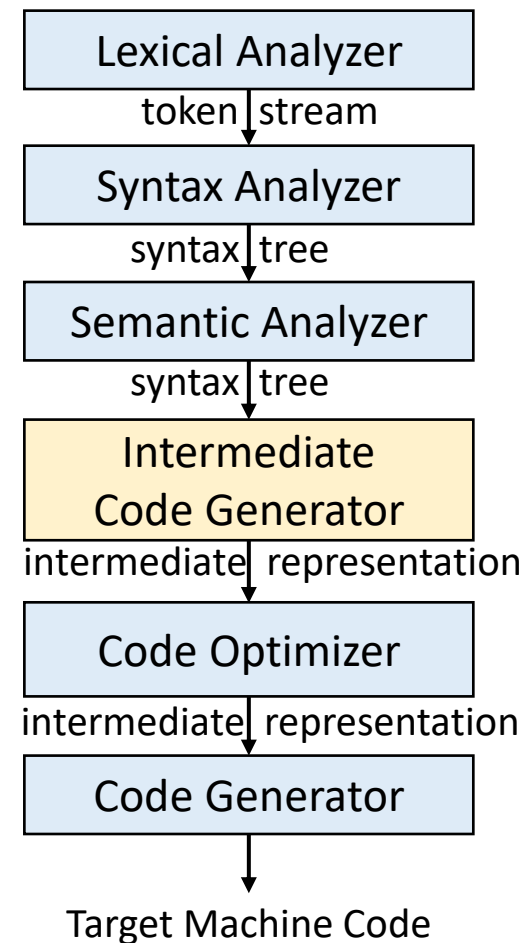 Lexical Analyzer
token stream
Syntax Analyzer
syntax tree
Semantic Analyzer
syntax tree
Intermediate
Code Generator
intermediate representation
Code Optimizer
intermediate representation
Code Generator
Target Machine Code